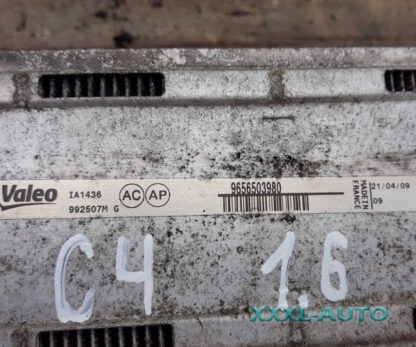 Valeo
IA1436
992507M G
AC AP
9656503980
MADE IN
FRANCE
21/04/09
09
C4 1.6
XXXL-AUTO